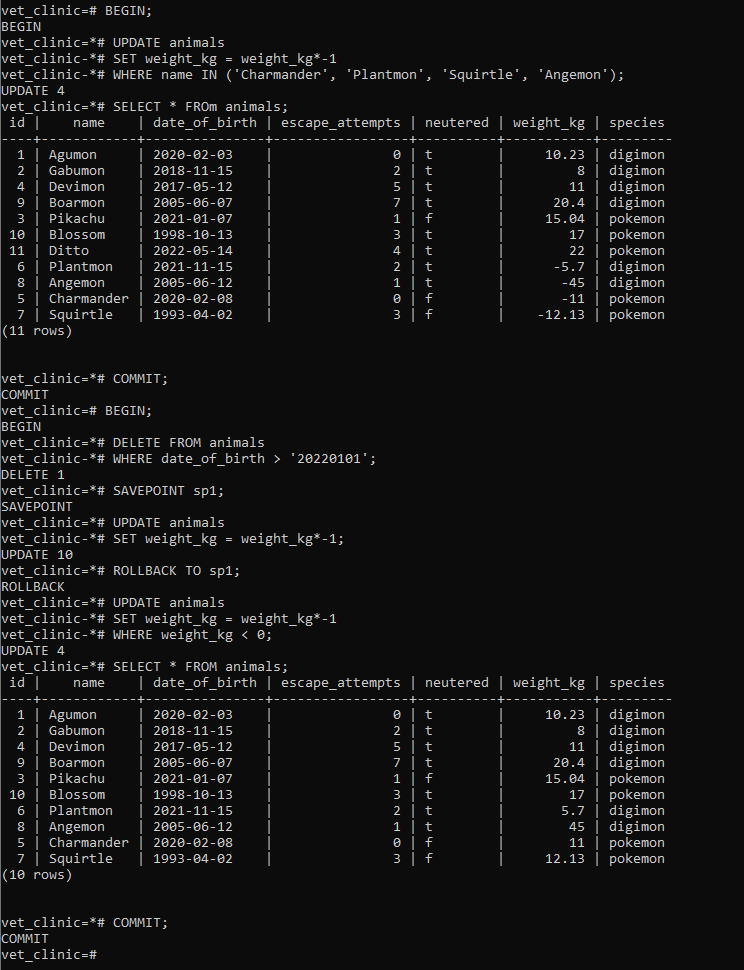 vet_clinic=# BEGIN;
BEGIN
vet_clinic=*# UPDATE animals
vet_clinic-*# SET weight_kg = weight_kg*-1
vet_clinic-*# WHERE name IN ('Charmander', 'Plantmon', 'Squirtle', 'Angemon');
UPDATE 4
vet_clinic=*# SELECT * FROm animals;
 id |    name    | date_of_birth | escape_attempts | neutered | weight_kg | species
----+------------+---------------+-----------------+----------+-----------+---------
  1 | Agumon     | 2020-02-03    |               0 | t        |     10.23 | digimon
  2 | Gabumon    | 2018-11-15    |               2 | t        |         8 | digimon
  4 | Devimon    | 2017-05-12    |               5 | t        |        11 | digimon
  9 | Boarmon    | 2005-06-07    |               7 | t        |      20.4 | digimon
  3 | Pikachu    | 2021-01-07    |               1 | f        |     15.04 | pokemon
 10 | Blossom    | 1998-10-13    |               3 | t        |        17 | pokemon
 11 | Ditto      | 2022-05-14    |               4 | t        |        22 | pokemon
  6 | Plantmon   | 2021-11-15    |               2 | t        |      -5.7 | digimon
  8 | Angemon    | 2005-06-12    |               1 | t        |       -45 | digimon
  5 | Charmander | 2020-02-08    |               0 | f        |       -11 | pokemon
  7 | Squirtle   | 1993-04-02    |               3 | f        |    -12.13 | pokemon
(11 rows)
vet_clinic=*# COMMIT;
COMMIT
vet_clinic=# BEGIN;
BEGIN
vet_clinic=*# DELETE FROM animals
vet_clinic-*# WHERE date_of_birth > '20220101';
DELETE 1
vet_clinic=*# SAVEPOINT sp1;
SAVEPOINT
vet_clinic=*# UPDATE animals
vet_clinic-*# SET weight_kg = weight_kg*-1;
UPDATE 10
vet_clinic=*# ROLLBACK TO sp1;
ROLLBACK
vet_clinic=*# UPDATE animals
vet_clinic-*# SET weight_kg = weight_kg*-1
vet_clinic-*# WHERE weight_kg < 0;
UPDATE 4
vet_clinic=*# SELECT * FROM animals;
 id |    name    | date_of_birth | escape_attempts | neutered | weight_kg | species
----+------------+---------------+-----------------+----------+-----------+---------
  1 | Agumon     | 2020-02-03    |               0 | t        |     10.23 | digimon
  2 | Gabumon    | 2018-11-15    |               2 | t        |         8 | digimon
  4 | Devimon    | 2017-05-12    |               5 | t        |        11 | digimon
  9 | Boarmon    | 2005-06-07    |               7 | t        |      20.4 | digimon
  3 | Pikachu    | 2021-01-07    |               1 | f        |     15.04 | pokemon
 10 | Blossom    | 1998-10-13    |               3 | t        |        17 | pokemon
  6 | Plantmon   | 2021-11-15    |               2 | t        |       5.7 | digimon
  8 | Angemon    | 2005-06-12    |               1 | t        |        45 | digimon
  5 | Charmander | 2020-02-08    |               0 | f        |        11 | pokemon
  7 | Squirtle   | 1993-04-02    |               3 | f        |     12.13 | pokemon
(10 rows)
vet_clinic=*# COMMIT;
COMMIT
vet_clinic=#